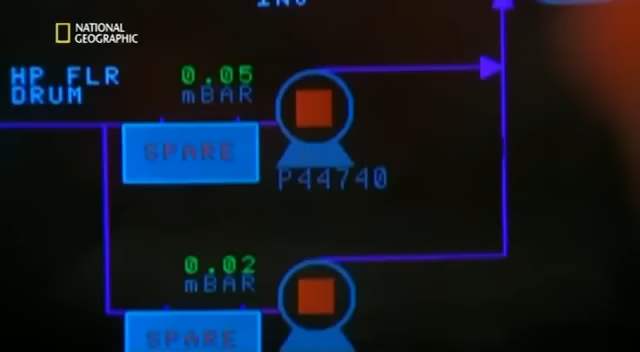 NATIONAL
GEOGRAPHIC
HP FLR
DRUM
0.05
mBAR
SPARE
P44740
0.02
mBAR
SPARE